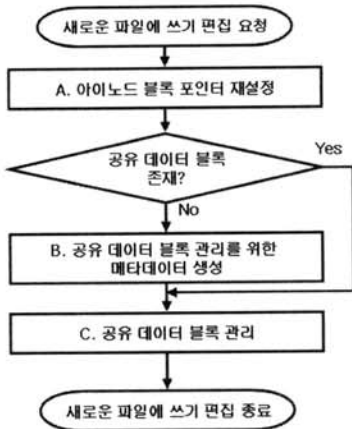 새로운 파일에 쓰기 편집 요청
A. 아이노드 블록 포인터 재설정
공유 데이터 블록
존재?
Yes
No
B. 공유 데이터 블록 관리를 위한
메타데이터 생성
C. 공유 데이터 블록 관리
새로운 파일에 쓰기 편집 종료